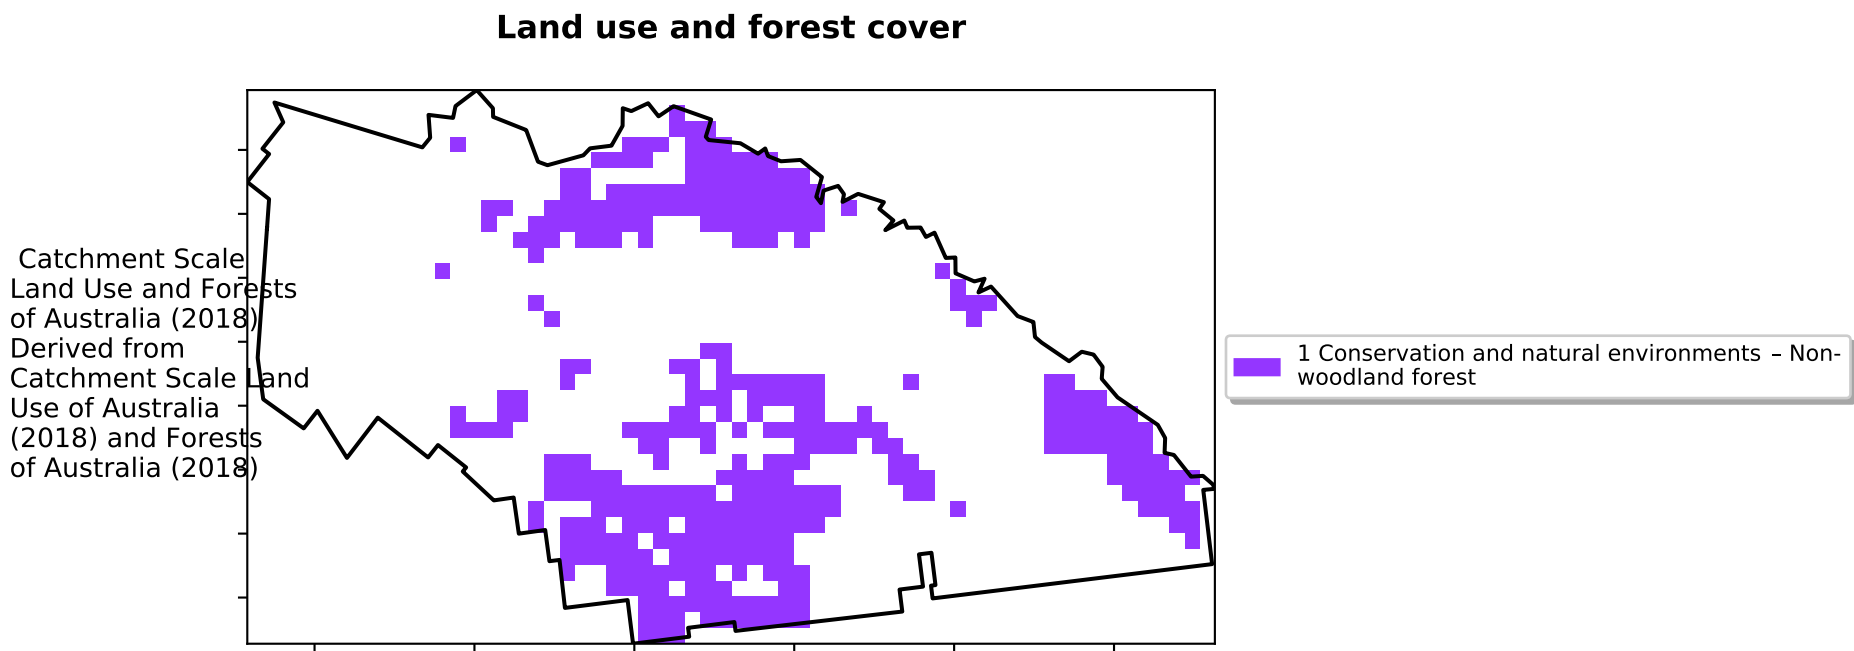 Land use and forest cover
Catchment Scale
Land Use and Forests
of Australia (2018)
Derived from
Catchment Scale Land
Use of Australia
(2018) and Forests
of Australia (2018)
1 Conservation and natural environments – Non-
woodland forest